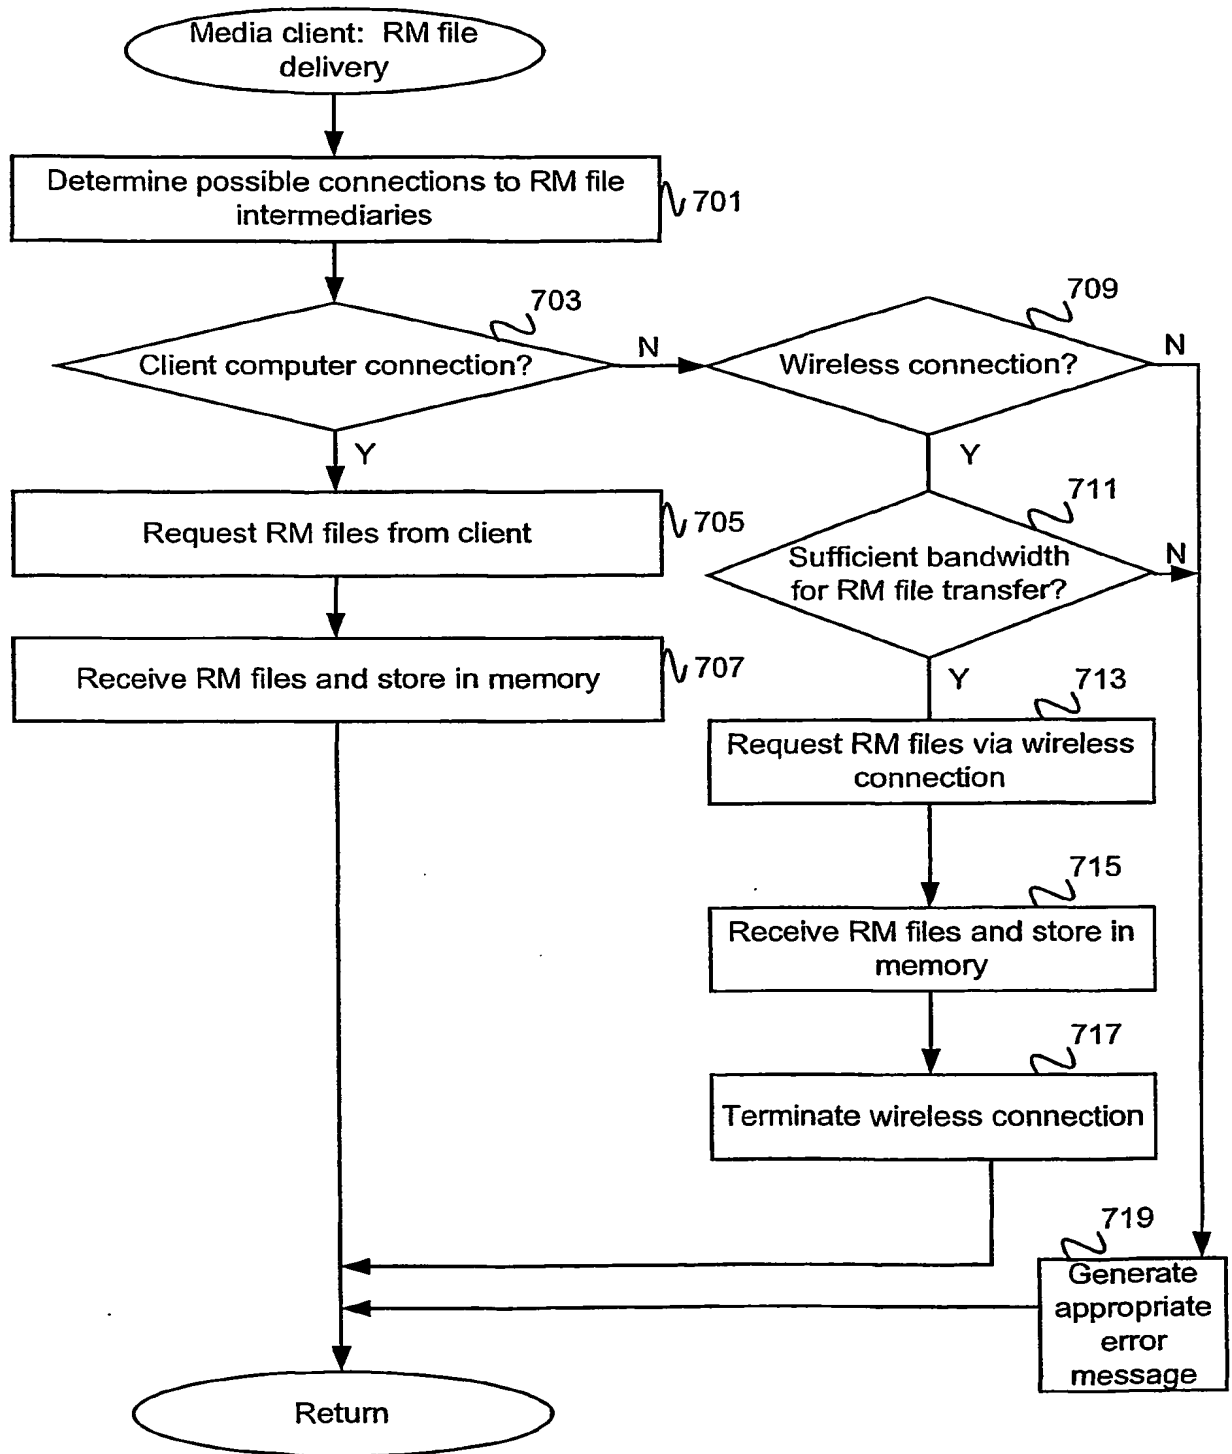 Media client: RM file
delivery
Determine possible connections to RM file
intermediaries
701
703
Client computer connection?
N
709
Wireless connection?
N
Y
Y
711
Request RM files from client
705
Sufficient bandwidth
for RM file transfer?
N
Receive RM files and store in memory
707
Y
713
Request RM files via wireless
connection
715
Receive RM files and store in
memory
717
Terminate wireless connection
719
Generate
appropriate
error
message
Return